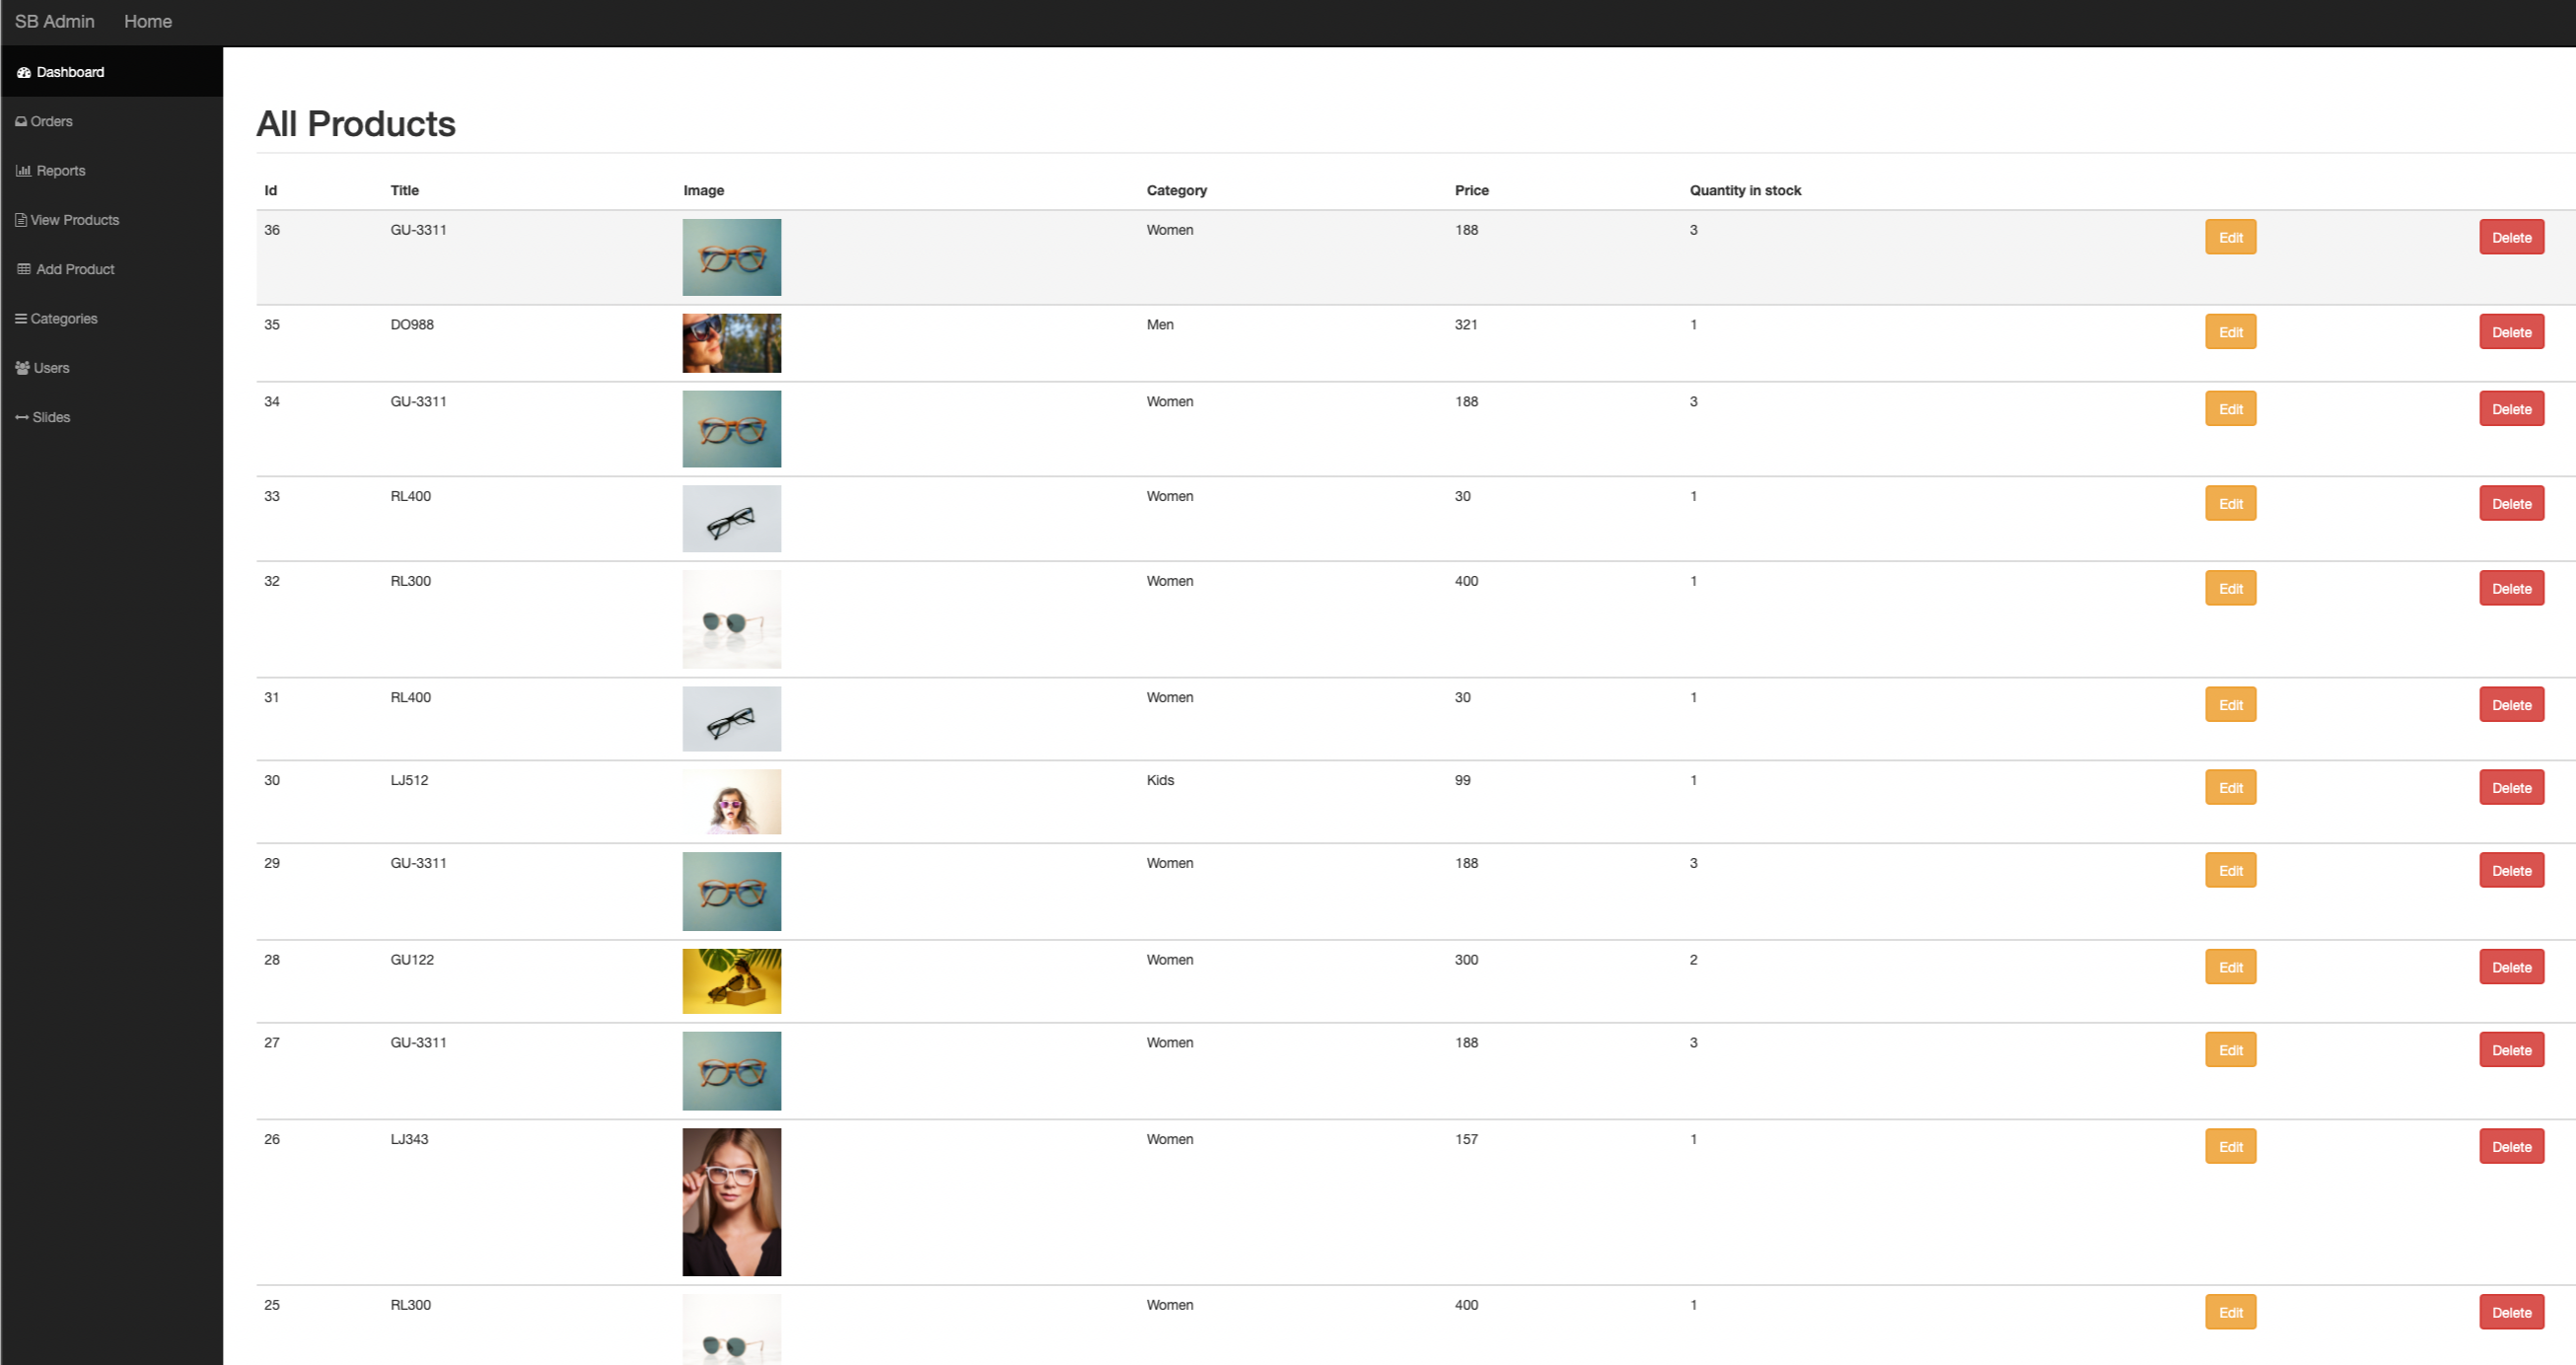 SB Admin Home
Dashboard
Orders
Reports
View Products
Add Product
Categories
Users
Slides
All Products
Id Title Image Category Price Quantity in stock
36 GU-3311 Women 188 3 Edit Delete
35 DO988 Men 321 1 Edit Delete
34 GU-3311 Women 188 3 Edit Delete
33 RL400 Women 30 1 Edit Delete
32 RL300 Women 400 1 Edit Delete
31 RL400 Women 30 1 Edit Delete
30 LJ512 Kids 99 1 Edit Delete
29 GU-3311 Women 188 3 Edit Delete
28 GU122 Women 300 2 Edit Delete
27 GU-3311 Women 188 3 Edit Delete
26 LJ343 Women 157 1 Edit Delete
25 RL300 Women 400 1 Edit Delete